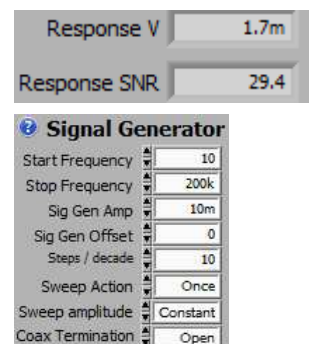 Response V 1.7m
Response SNR 29.4
? Signal Generator
Start Frequency 10
Stop Frequency 200k
Sig Gen Amp 10m
Sig Gen Offset 0
Steps / decade 10
Sweep Action Once
Sweep amplitude Constant
Coax Termination Open